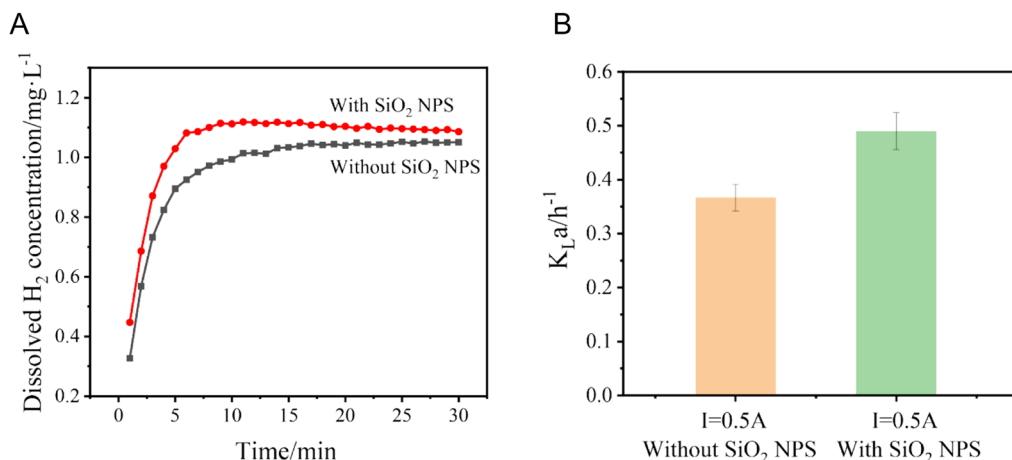 A
Dissolved H₂ concentration/mg·L⁻¹
1.2
1.0
0.8
0.6
0.4
0.2
With SiO₂ NPS
Without SiO₂ NPS
0 5 10 15 20 25 30
Time/min
B
K_La/h⁻¹
0.6
0.5
0.4
0.3
0.2
0.1
0.0
I=0.5A I=0.5A
Without SiO₂ NPS With SiO₂ NPS